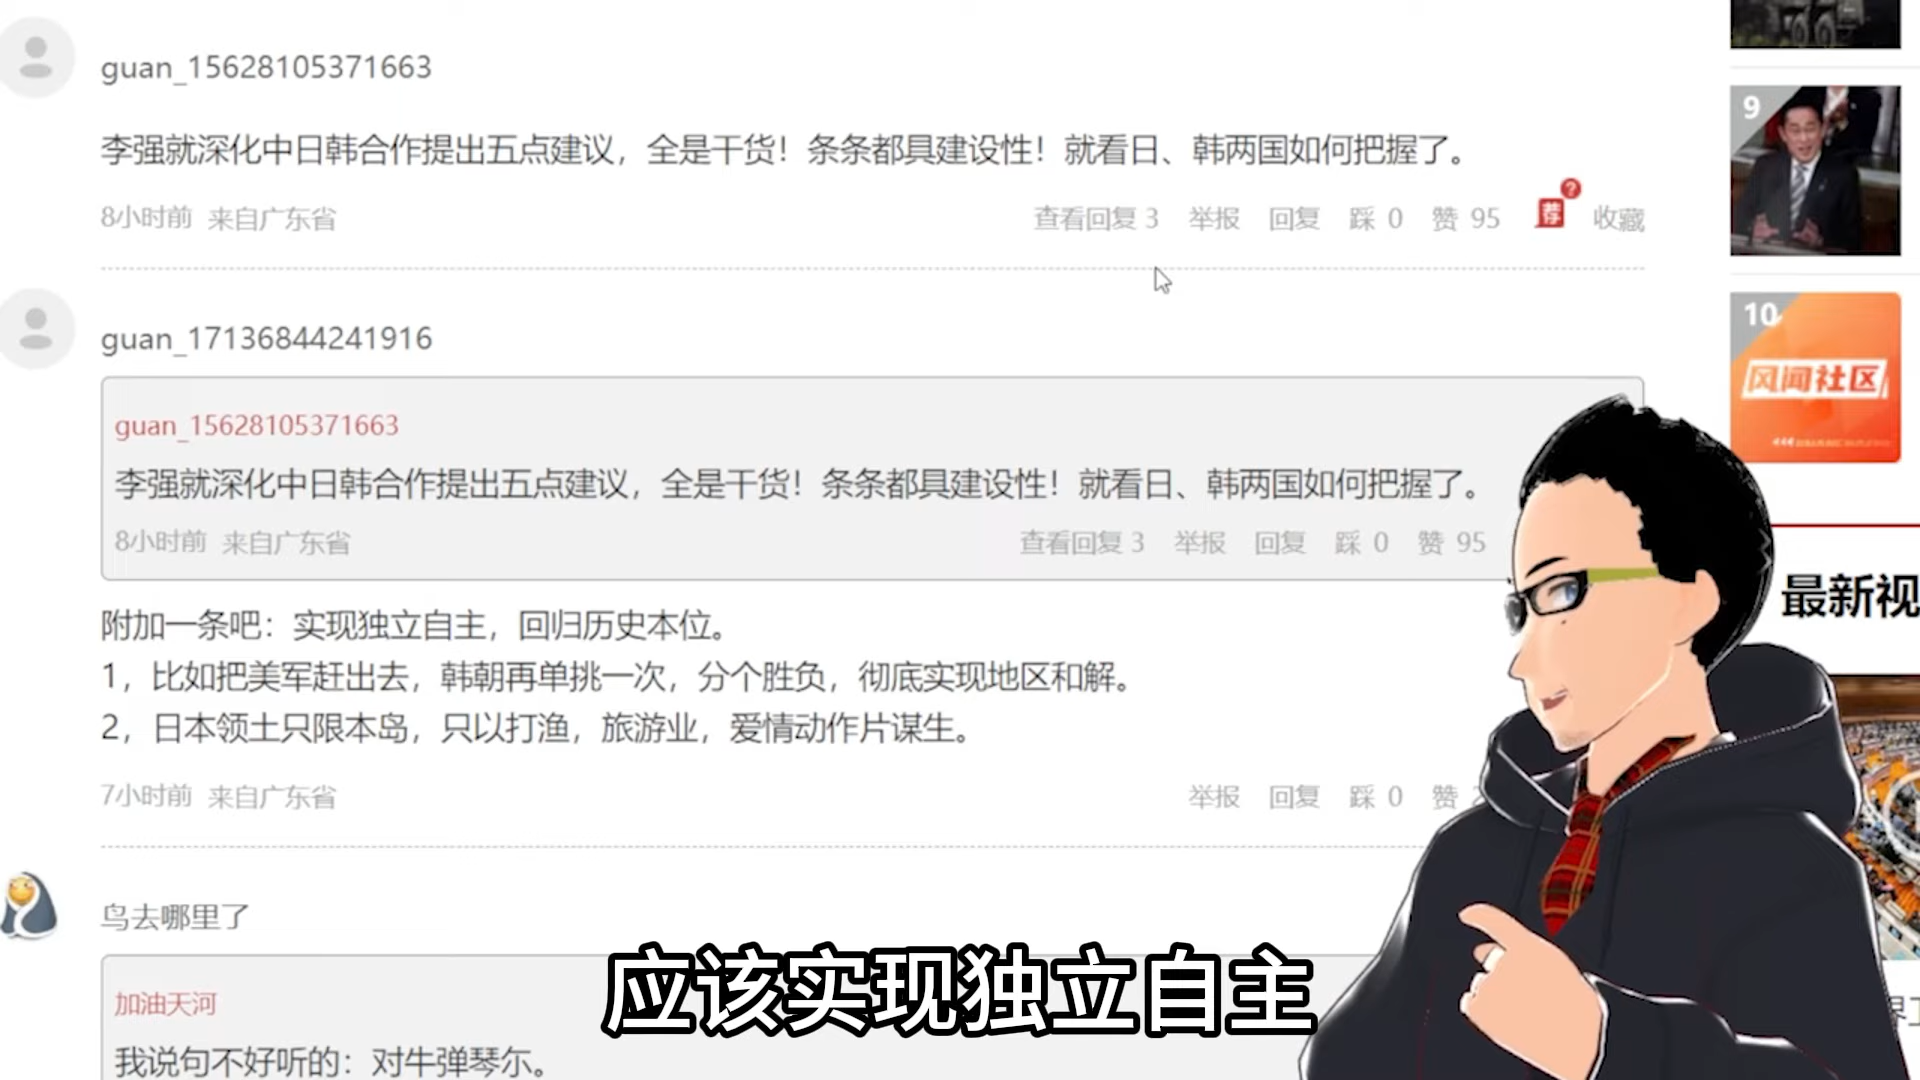 guan_15628105371663
李强就深化中日韩合作提出五点建议，全是干货！条条都具建设性！就看日、韩两国如何把握了。
8小时前 来自广东省 查看回复 3 举报 回复 踩 0 赞 95 荐 ? 收藏
9
guan_17136844241916
10
风闻社区
guan_15628105371663
李强就深化中日韩合作提出五点建议，全是干货！条条都具建设性！就看日、韩两国如何把握了。
8小时前 来自广东省 查看回复 3 举报 回复 踩 0 赞 95
最新视
附加一条吧：实现独立自主，回归历史本位。
1，比如把美军赶出去，韩朝再单挑一次，分个胜负，彻底实现地区和解。
2，日本领土只限本岛，只以打渔，旅游业，爱情动作片谋生。
7小时前 来自广东省 举报 回复 踩 0 赞
鸟去哪里了
加油天河
我说句不好听的：对牛弹琴尔。
应该实现独立自主